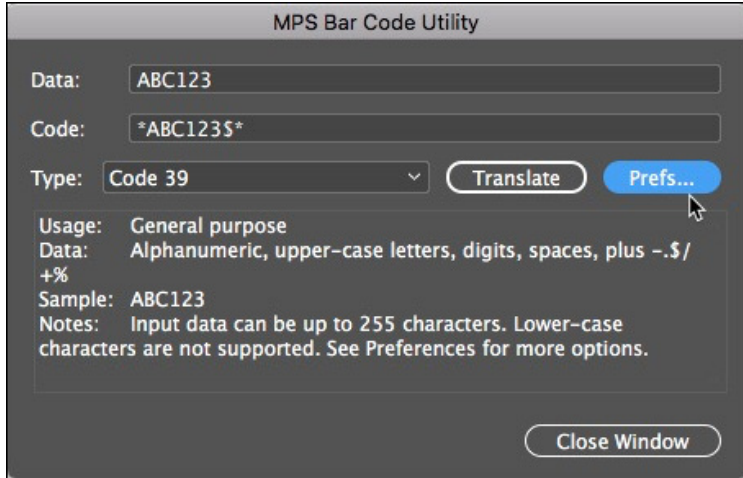 MPS Bar Code Utility
Data: ABC123
Code: *ABC123$*
Type: Code 39 Translate Prefs...
Usage: General purpose
Data: Alphanumeric, upper-case letters, digits, spaces, plus -.$/
+%
Sample: ABC123
Notes: Input data can be up to 255 characters. Lower-case
characters are not supported. See Preferences for more options.
Close Window